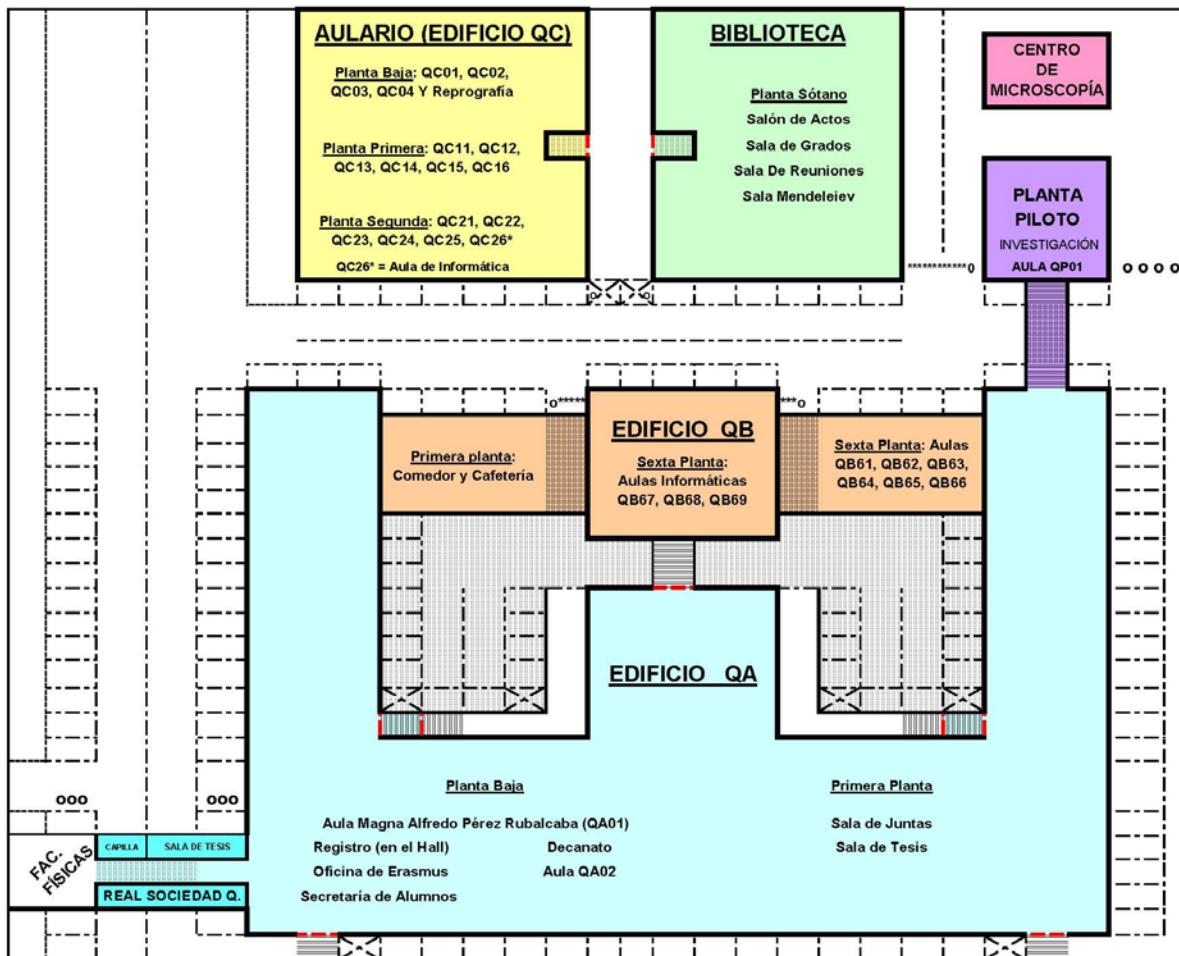 AULARIO (EDIFICIO QC)
Planta Baja: QC01, QC02,
QC03, QC04 Y Reprografía
Planta Primera: QC11, QC12,
QC13, QC14, QC15, QC16
Planta Segunda: QC21, QC22,
QC23, QC24, QC25, QC26*
QC26* = Aula de Informática
BIBLIOTECA
Planta Sótano
Salón de Actos
Sala de Grados
Sala De Reuniones
Sala Mendeleiev
CENTRO
DE
MICROSCOPÍA
PLANTA
PILOTO
INVESTIGACIÓN
AULA QP01
************o
o o o o
o
o
o*****
***o
Primera planta:
Comedor y Cafetería
EDIFICIO QB
Sexta Planta:
Aulas Informáticas
QB67, QB68, QB69
Sexta Planta: Aulas
QB61, QB62, QB63,
QB64, QB65, QB66
EDIFICIO QA
Planta Baja
Aula Magna Alfredo Pérez Rubalcaba (QA01)
Registro (en el Hall)
Decanato
Oficina de Erasmus
Aula QA02
Secretaría de Alumnos
Primera Planta
Sala de Juntas
Sala de Tesis
ooo
ooo
FAC.
FÍSICAS
CAPILLA
SALA DE TESIS
REAL SOCIEDAD Q.